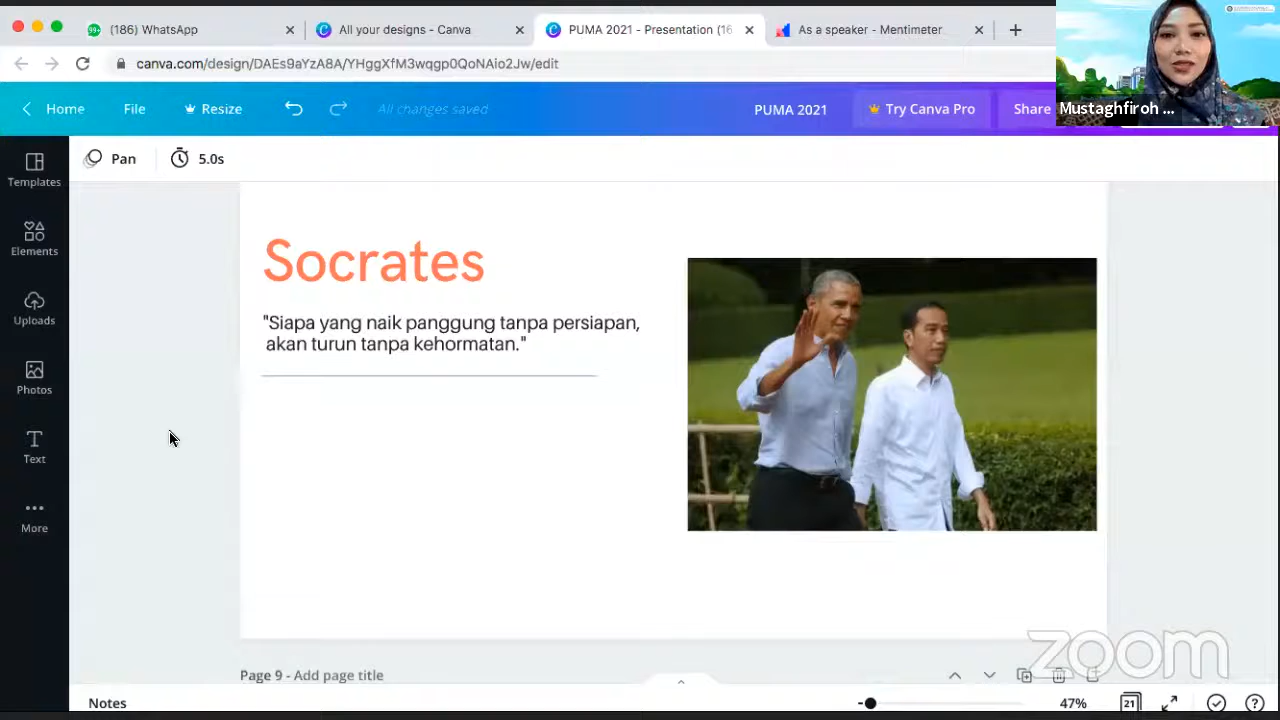 (186) WhatsApp
All your designs - Canva
PUMA 2021 - Presentation (16
As a speaker - Mentimeter
canva.com/design/DAEs9aYzA8A/YHggXfM3wqgp0QoNAio2Jw/edit
Mustaghfiroh ...
Home
File
Resize
All changes saved
PUMA 2021
Try Canva Pro
Share
Pan
5.0s
Templates
Elements
Uploads
Photos
Text
More
Socrates
"Siapa yang naik panggung tanpa persiapan,
akan turun tanpa kehormatan."
zoom
Page 9 - Add page title
Notes
47%
21